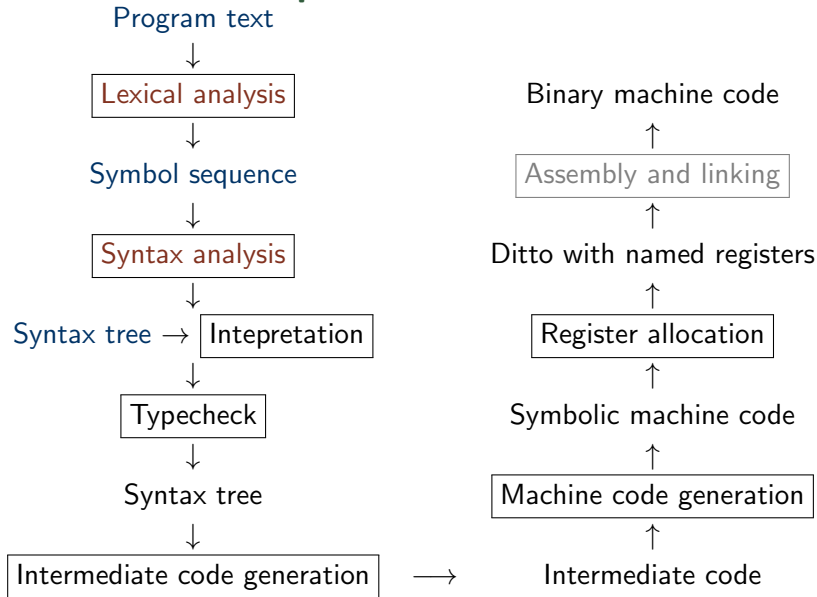 Program text
Lexical analysis
Symbol sequence
Syntax analysis
Syntax tree → Intepretation
Typecheck
Syntax tree
Intermediate code generation
Binary machine code
Assembly and linking
Ditto with named registers
Register allocation
Symbolic machine code
Machine code generation
Intermediate code